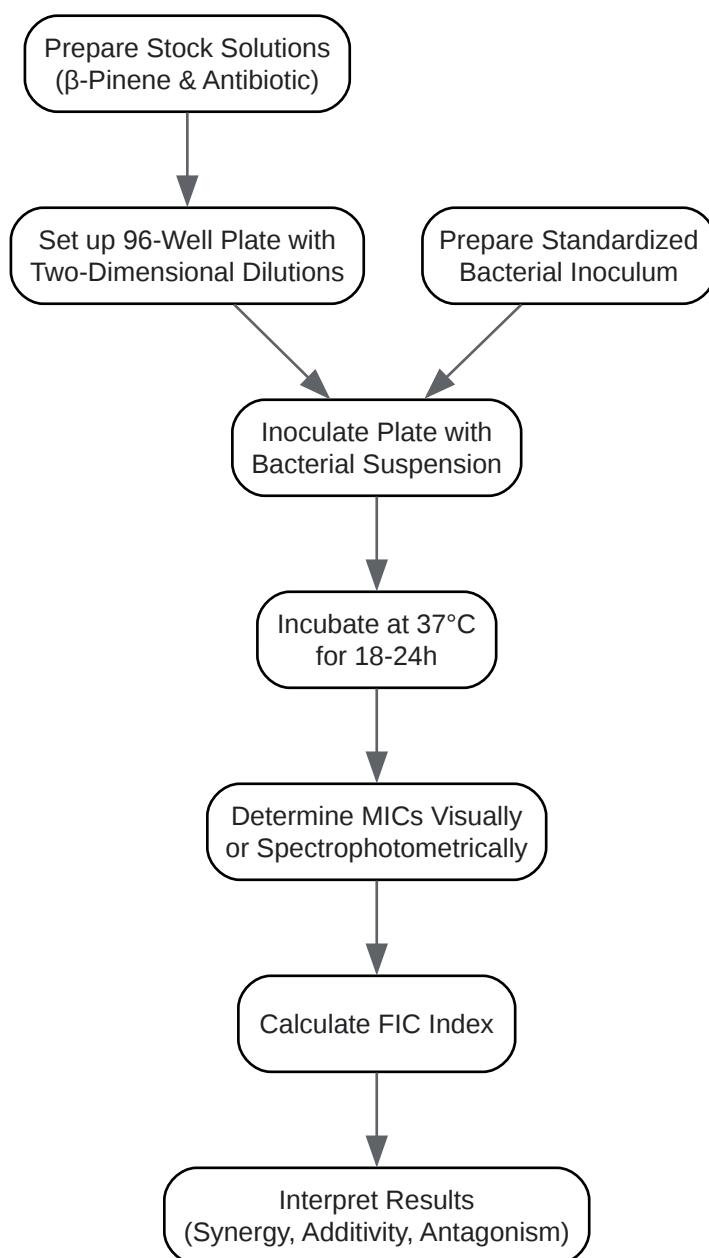 Prepare Stock Solutions
(β-Pinene & Antibiotic)
Set up 96-Well Plate with
Two-Dimensional Dilutions
Prepare Standardized
Bacterial Inoculum
Inoculate Plate with
Bacterial Suspension
Incubate at 37°C
for 18-24h
Determine MICs Visually
or Spectrophotometrically
Calculate FIC Index
Interpret Results
(Synergy, Additivity, Antagonism)